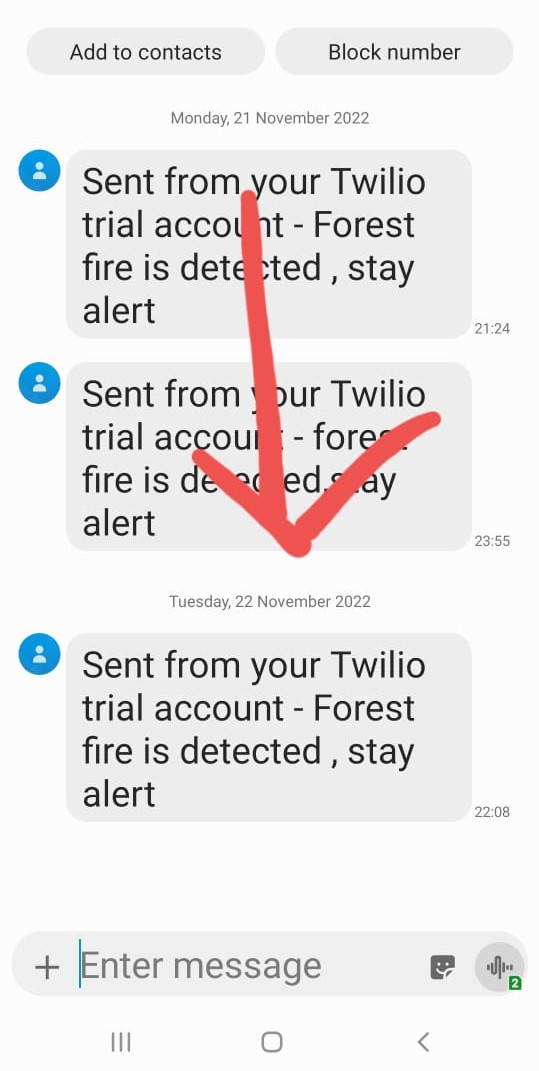 Add to contacts
Block number
Monday, 21 November 2022
Sent from your Twilio
trial account - Forest
fire is detected , stay
alert
21:24
Sent from your Twilio
trial account - forest
fire is detected,stay
alert
23:55
Tuesday, 22 November 2022
Sent from your Twilio
trial account - Forest
fire is detected , stay
alert
22:08
Enter message
2